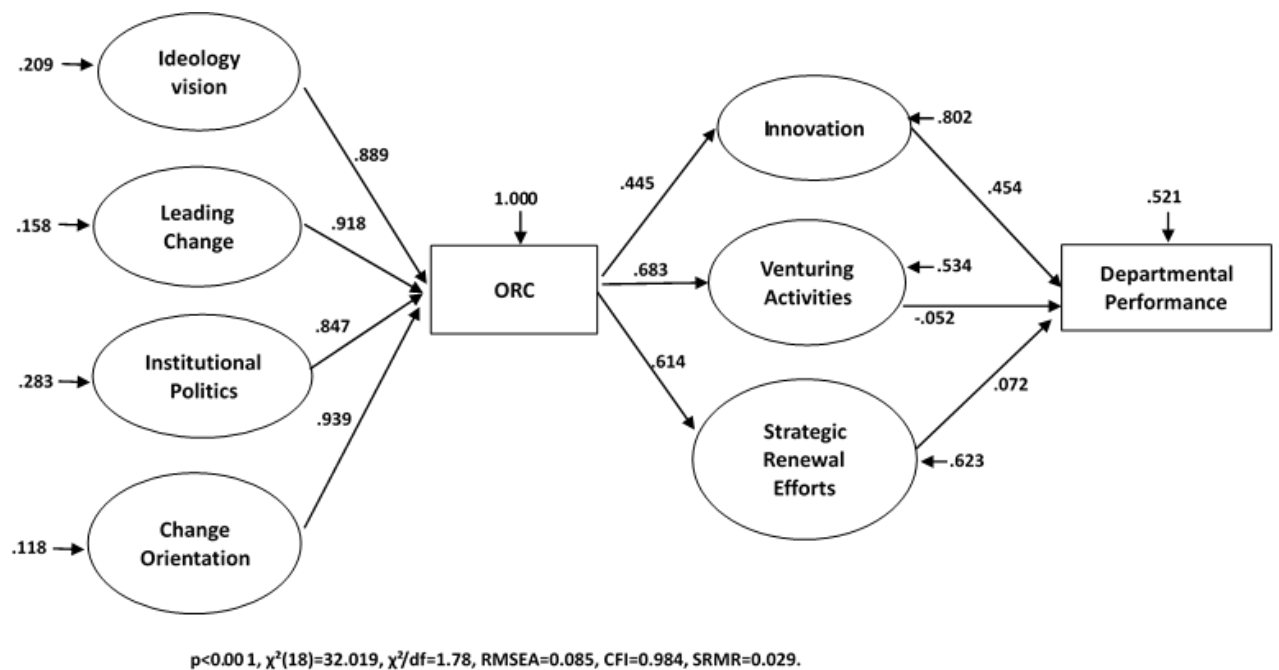 Ideology
vision
.209
.889
Leading
Change
.158
.918
Institutional
Politics
.283
.847
Change
Orientation
.118
.939
1.000
ORC
.445
.683
.614
Innovation
.802
.454
Venturing
Activities
.534
-.052
Strategic
Renewal
Efforts
.623
.072
.521
Departmental
Performance
p<0.00 1, χ²(18)=32.019, χ²/df=1.78, RMSEA=0.085, CFI=0.984, SRMR=0.029.